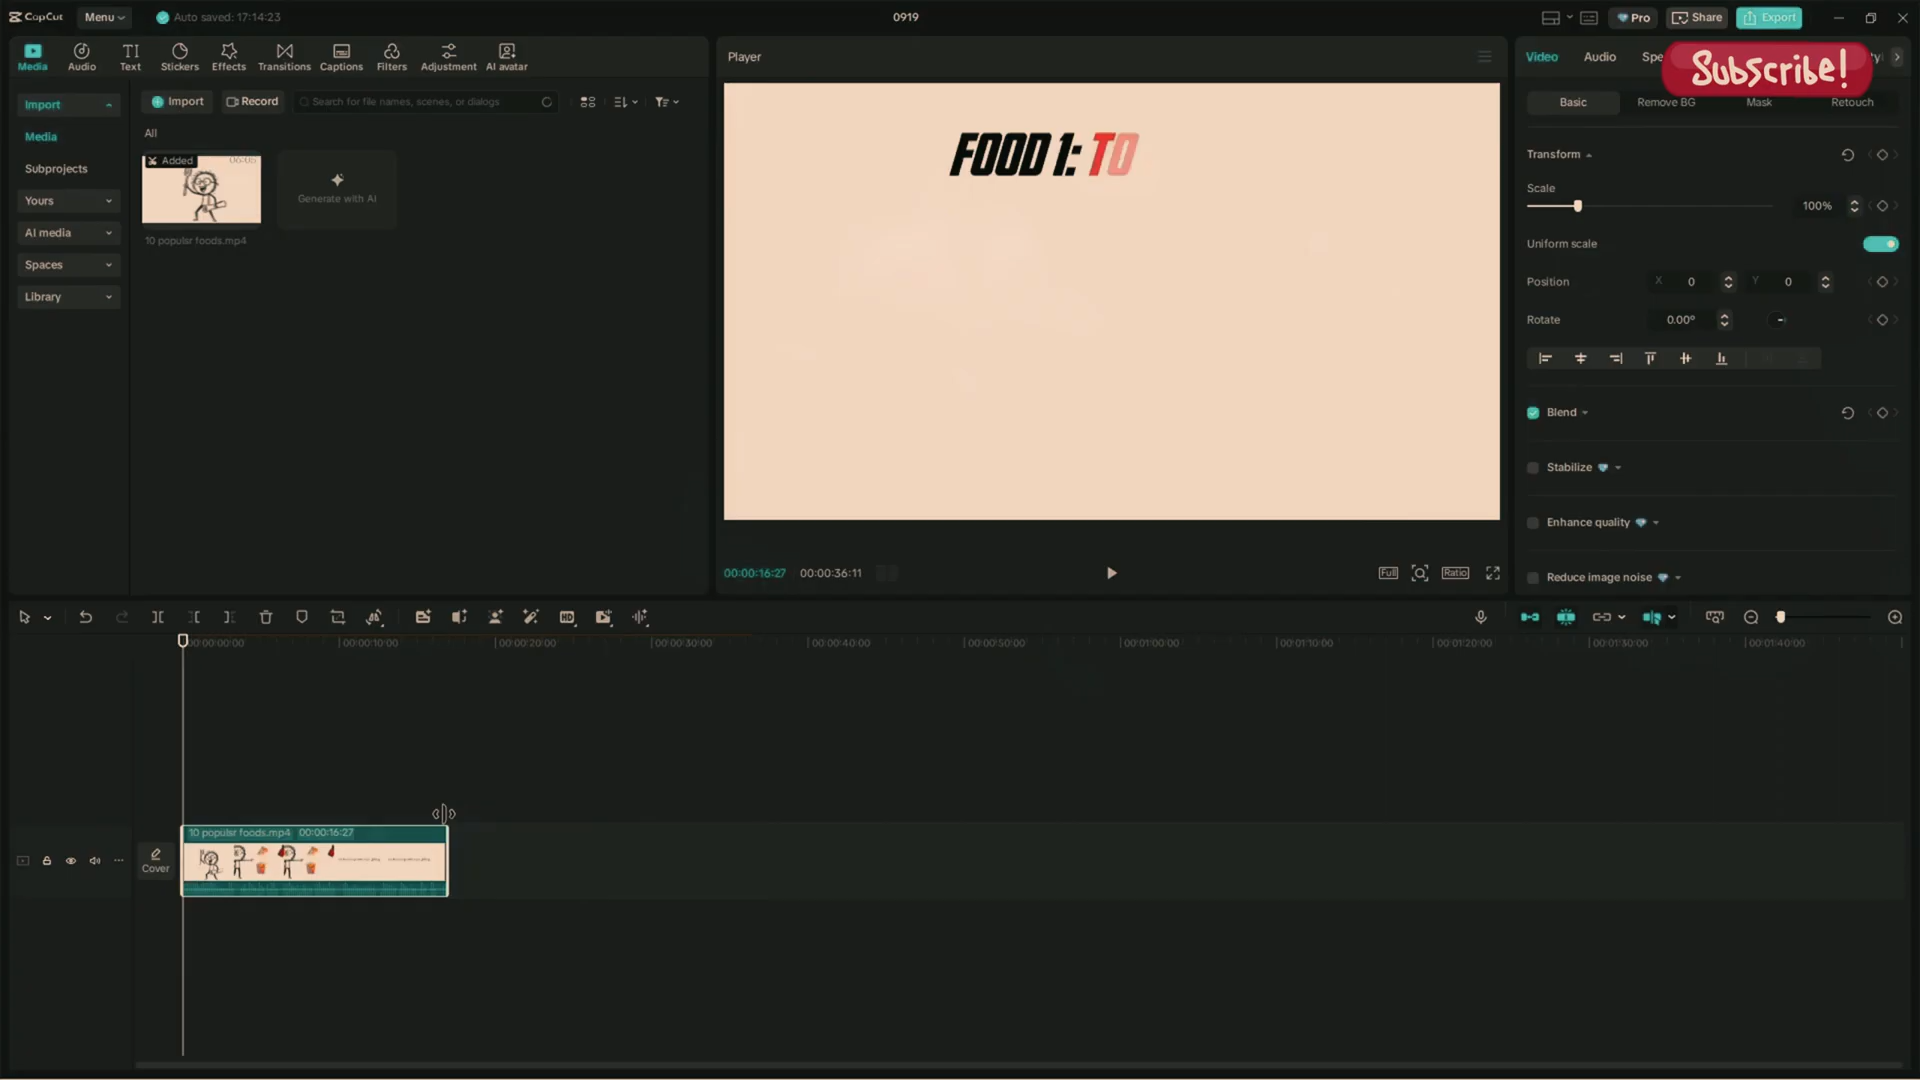 CapCut Menu Auto saved: 17:14:23 0919 Pro Share Export
Media Audio Text Stickers Effects Transitions Captions Filters Adjustment AI avatar
Import
Media
Subprojects
Yours
AI media
Spaces
Library
Import Record Search for file names, scenes, or dialogs
All
Added
Generate with AI
10 populsr foods.mp4
Player
FOOD 1: TO
00:00:16:27 00:00:36:11 Full Ratio
Video Audio Spe
Subscribe!
Basic Remove BG Mask Retouch
Transform
Scale
100%
Uniform scale
Position X 0 Y 0
Rotate 0.00°
Blend
Stabilize
Enhance quality
Reduce image noise
00:00:00:00 00:00:10:00 00:00:20:00 00:00:30:00 00:00:40:00 00:00:50:00 00:01:00:00 00:01:10:00 00:01:20:00 00:01:30:00 00:01:40:00
10 populsr foods.mp4 00:00:16:27
Cover